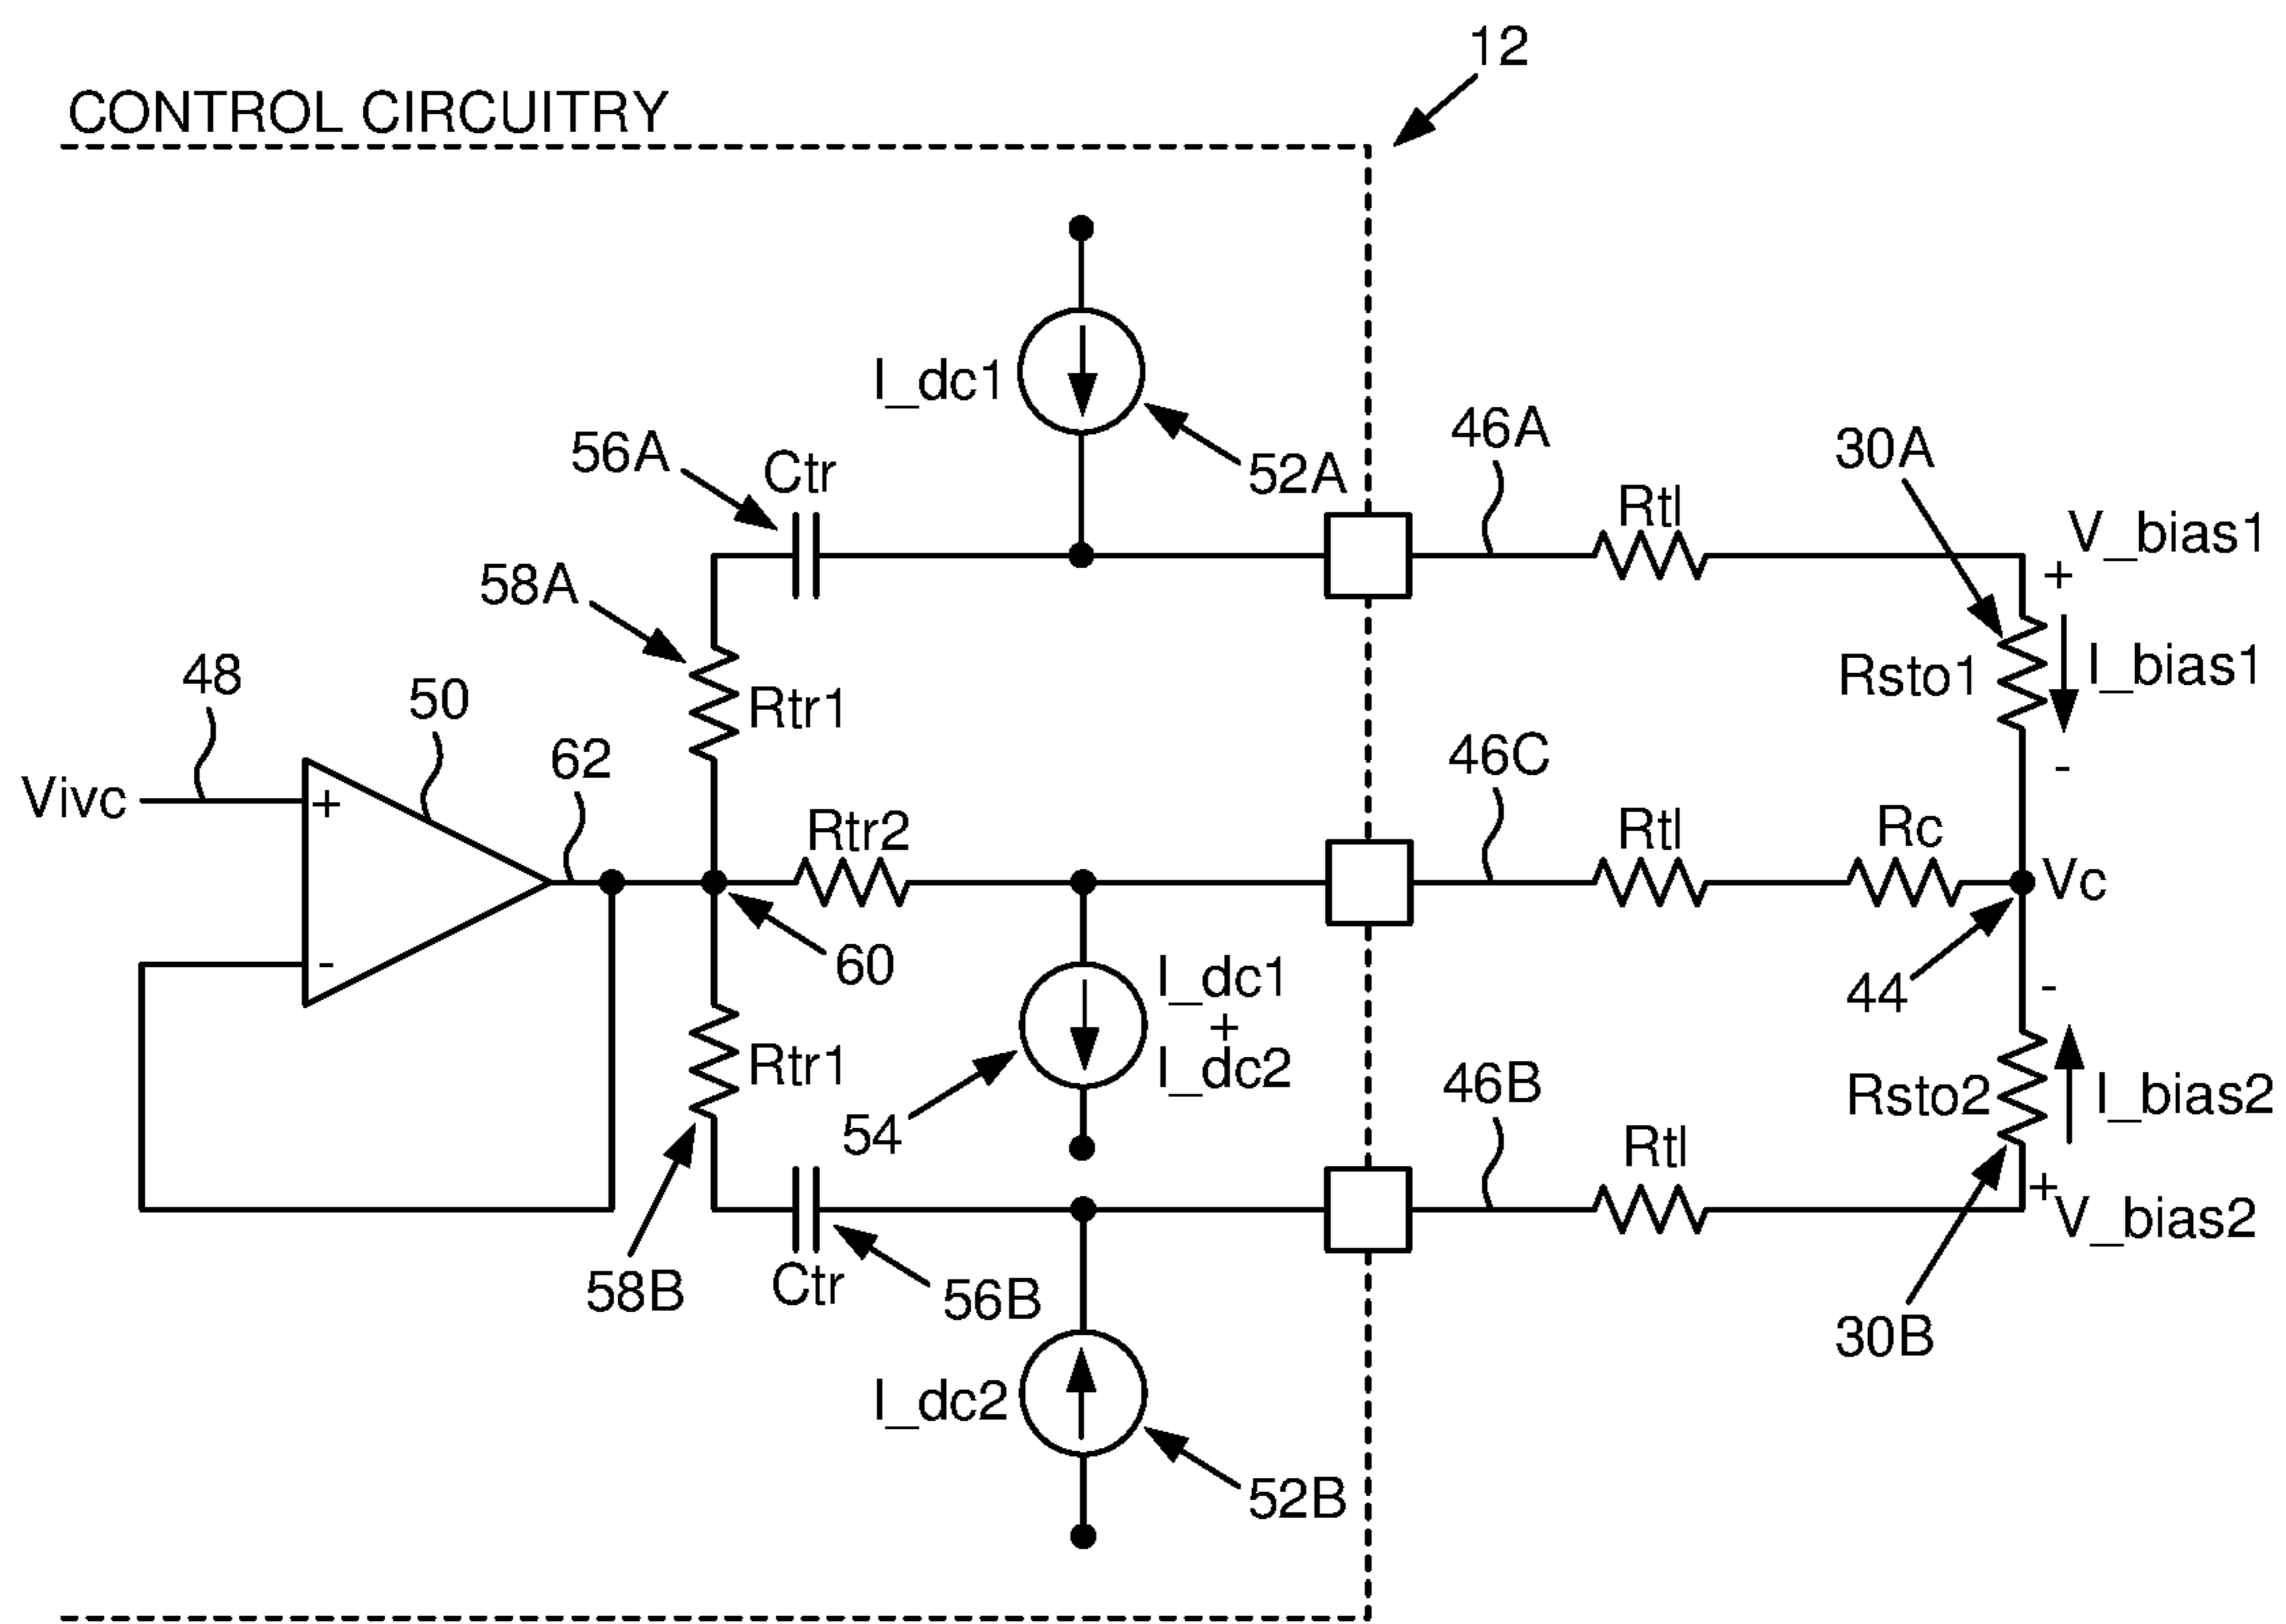 12
CONTROL CIRCUITRY
I_dc1
52A
56A
Ctr
46A
Rtl
30A
V_bias1
+
58A
Rtr1
Rsto1
I_bias1
-
48
50
62
Vivc
+
-
Rtr2
60
46C
Rtl
Rc
Vc
44
I_dc1
+
I_dc2
54
Rtr1
-
Rsto2
I_bias2
46B
Rtl
+
V_bias2
58B
Ctr
56B
30B
I_dc2
52B